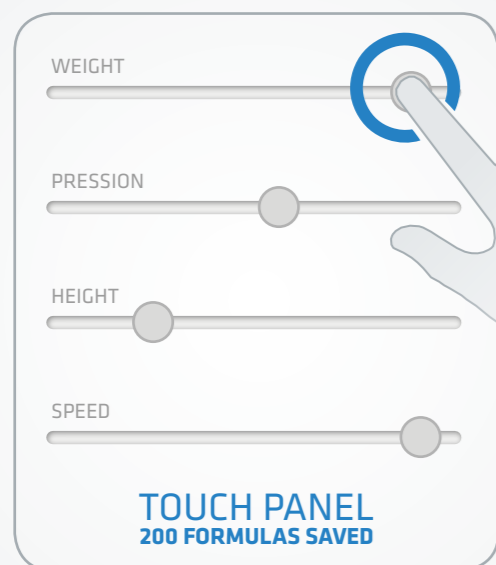 WEIGHT
PRESSION
HEIGHT
SPEED
TOUCH PANEL
200 FORMULAS SAVED